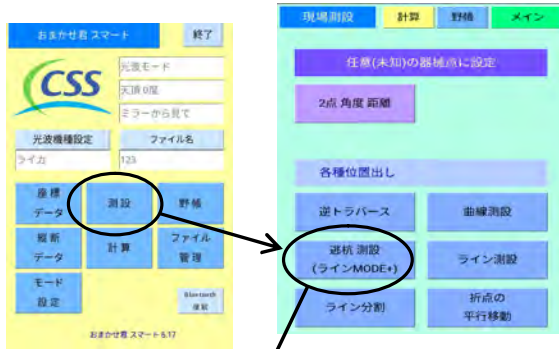 おまかせ君 スマート 終了
CSS
光波モード
天頂 0度
ミラーから見て
光波機種設定 ファイル名
ライカ 123
座標
データ
測設
野帳
縦断
データ
計算
ファイル
管理
モード
設定
Bluetooth
接続
おまかせ君 スマート 6.17
現場測設 計算 野帳 メイン
任意(未知)の器械点に設定
2点 角度 距離
各種位置出し
逆トラバース 曲線測設
逃杭 測設
(ラインMODE+)
ライン測設
ライン分割
折点の
平行移動